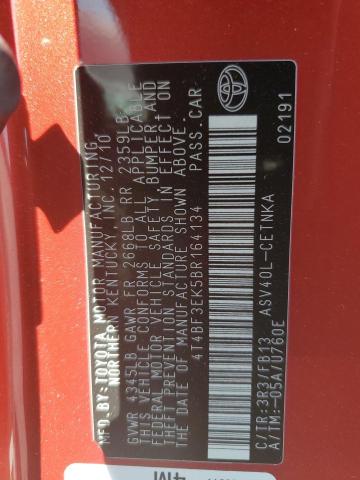 MFD.BY: TOYOTA MOTOR MANUFACTURING,
NORTHERN KENTUCKY, INC. 12/10
GVWR 4345LB GAWR FR 2668LB RR 2359LB
THIS VEHICLE CONFORMS TO ALL APPLICABLE
FEDERAL MOTOR VEHICLE SAFETY BUMPER, AND
THEFT PREVENTION STANDARDS IN EFFECT ON
THE DATE OF MANUFACTURE SHOWN ABOVE.
4T4BF3EK5BR164134 PASS.CAR
C/TR:3R3/FB13 ASV40L-CETNKA
A/TM:-05A/U760E 02191